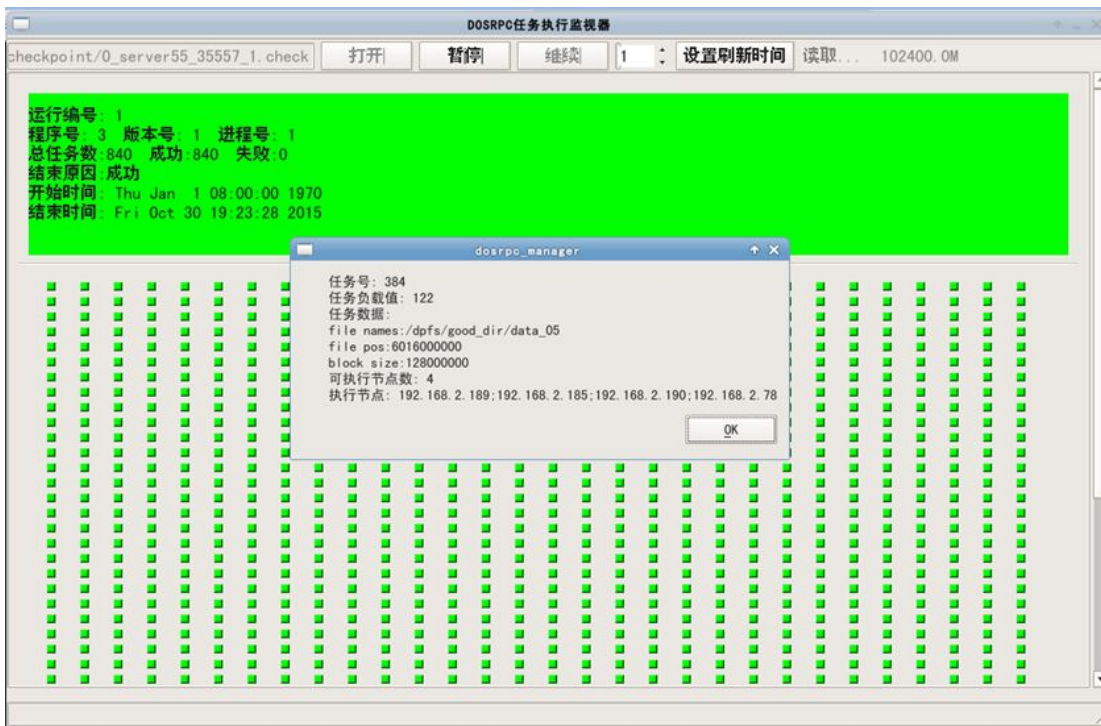 DOSRPC任务执行监视器
checkpoint/0_server55_35557_1.check 打开 暂停 继续 1 设置刷新时间 读取... 102400.0M
运行编号: 1
程序号: 3 版本号: 1 进程号: 1
总任务数:840 成功:840 失败:0
结束原因:成功
开始时间: Thu Jan 1 08:00:00 1970
结束时间: Fri Oct 30 19:23:28 2015
dosrpc_manager
任务号: 384
任务负载值: 122
任务数据:
file names:/dpfs/good_dir/data_05
file pos:6016000000
block size:128000000
可执行节点数: 4
执行节点: 192.168.2.189;192.168.2.185;192.168.2.190;192.168.2.78
OK